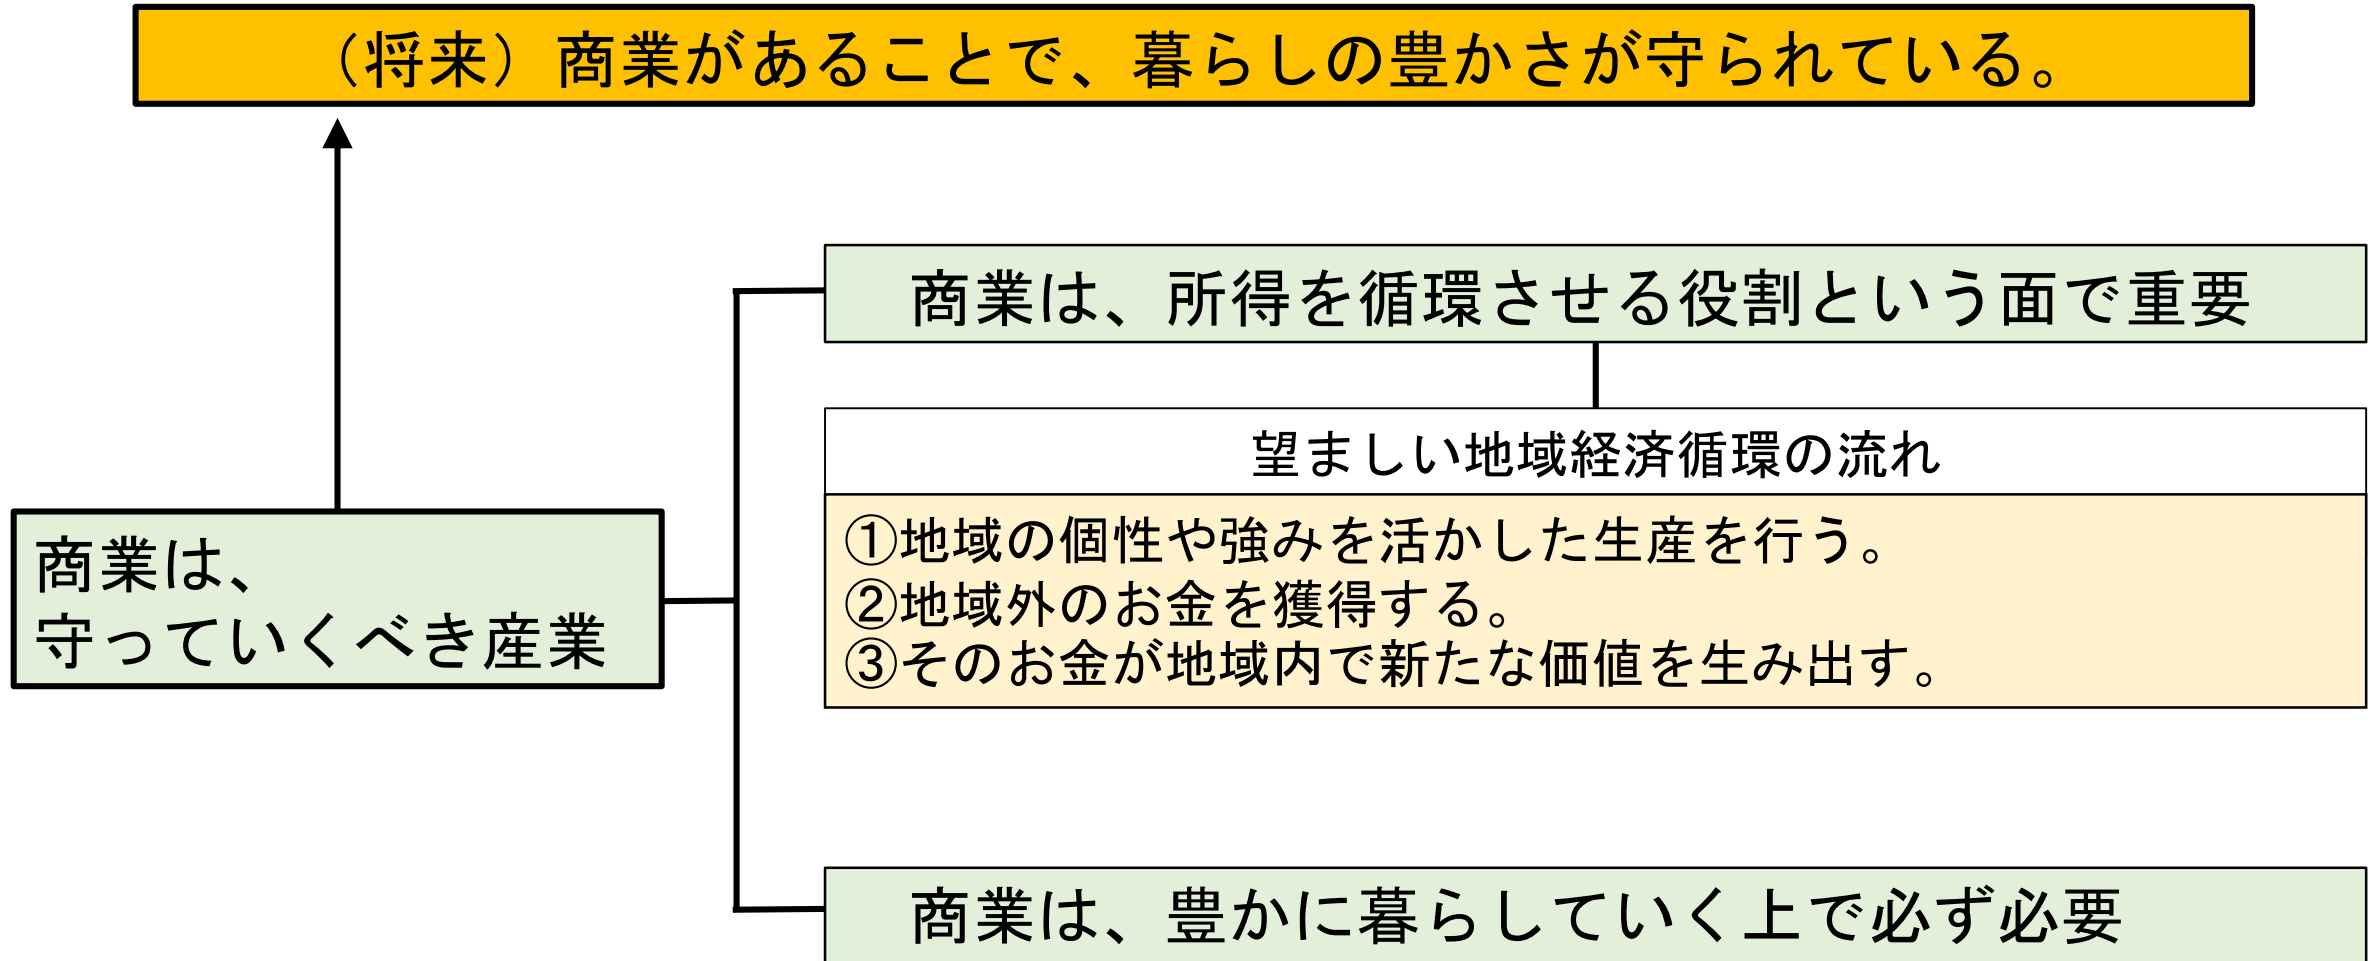 （将来）商業があることで、暮らしの豊かさが守られている。
商業は、所得を循環させる役割という面で重要
望ましい地域経済循環の流れ
①地域の個性や強みを活かした生産を行う。
②地域外のお金を獲得する。
③そのお金が地域内で新たな価値を生み出す。
商業は、
守っていくべき産業
商業は、豊かに暮らしていく上で必ず必要